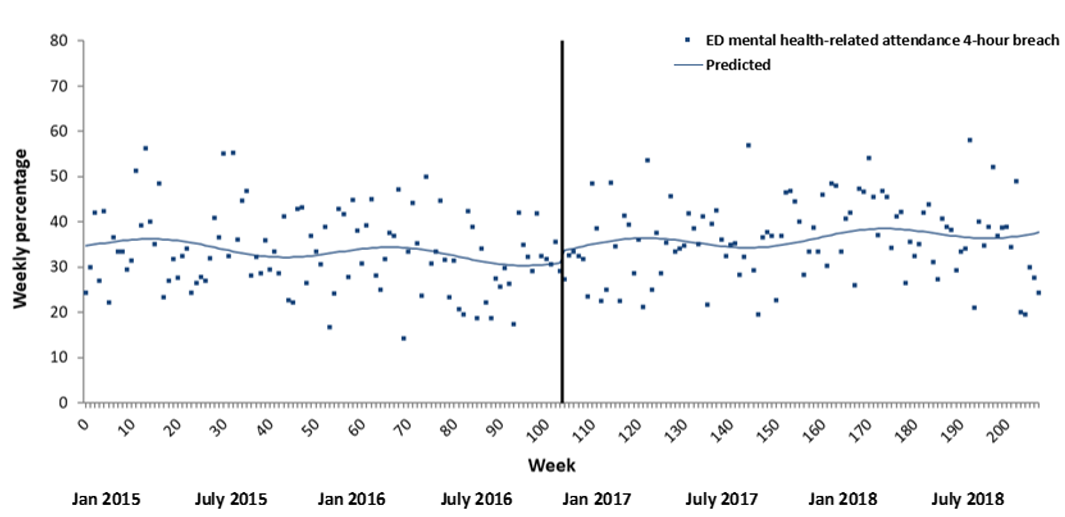 ED mental health-related attendance 4-hour breach
Predicted
Weekly percentage
80
70
60
50
40
30
20
10
0
0 10 20 30 40 50 60 70 80 90 100 110 120 130 140 150 160 170 180 190 200
Week
Jan 2015 July 2015 Jan 2016 July 2016 Jan 2017 July 2017 Jan 2018 July 2018